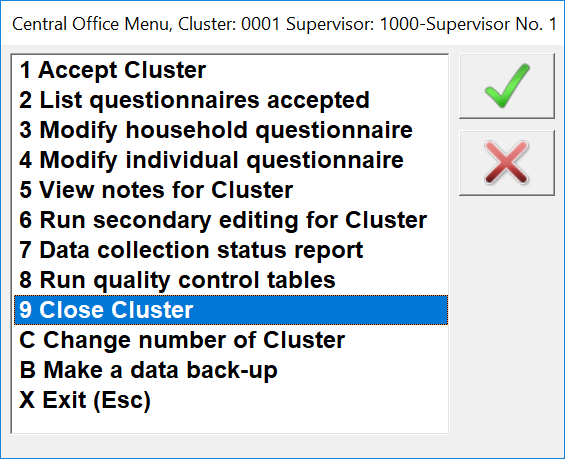 Central Office Menu, Cluster: 0001 Supervisor: 1000-Supervisor No. 1
1 Accept Cluster
2 List questionnaires accepted
3 Modify household questionnaire
4 Modify individual questionnaire
5 View notes for Cluster
6 Run secondary editing for Cluster
7 Data collection status report
8 Run quality control tables
9 Close Cluster
C Change number of Cluster
B Make a data back-up
X Exit (Esc)